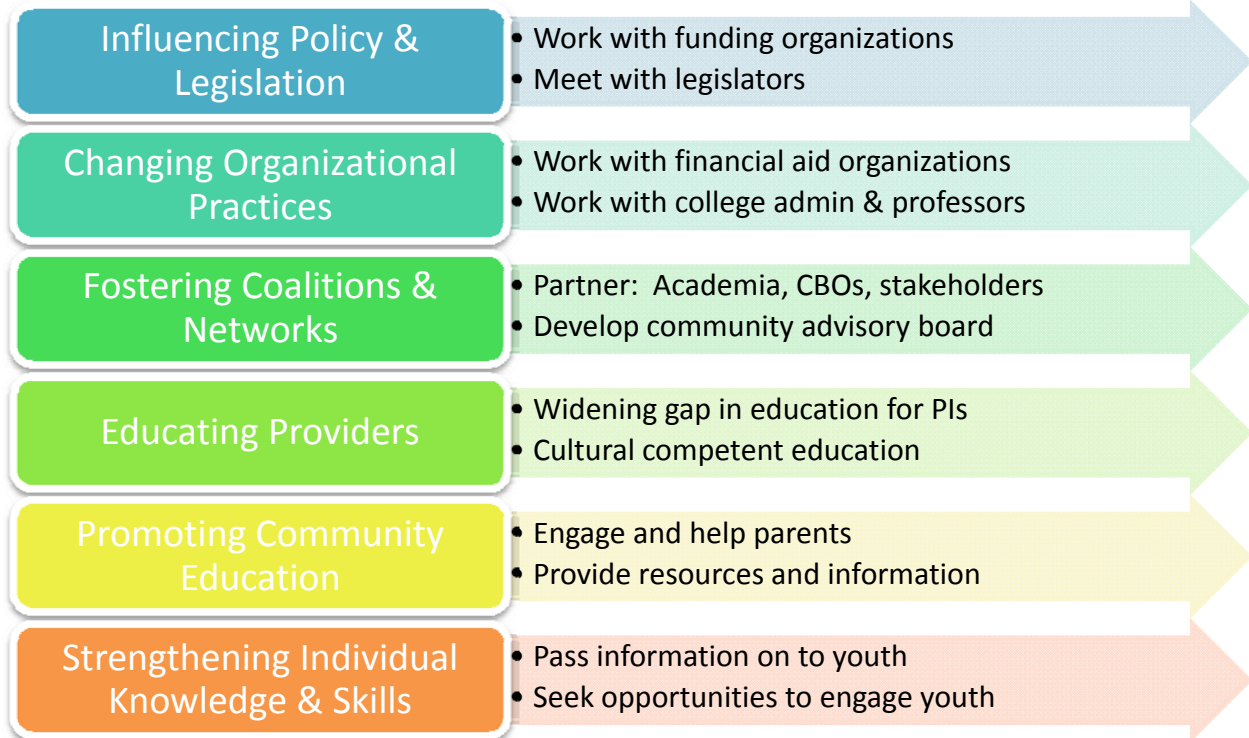 Influencing Policy &
Legislation
• Work with funding organizations
• Meet with legislators
Changing Organizational
Practices
• Work with financial aid organizations
• Work with college admin & professors
Fostering Coalitions &
Networks
• Partner: Academia, CBOs, stakeholders
• Develop community advisory board
Educating Providers
• Widening gap in education for PIs
• Cultural competent education
Promoting Community
Education
• Engage and help parents
• Provide resources and information
Strengthening Individual
Knowledge & Skills
• Pass information on to youth
• Seek opportunities to engage youth